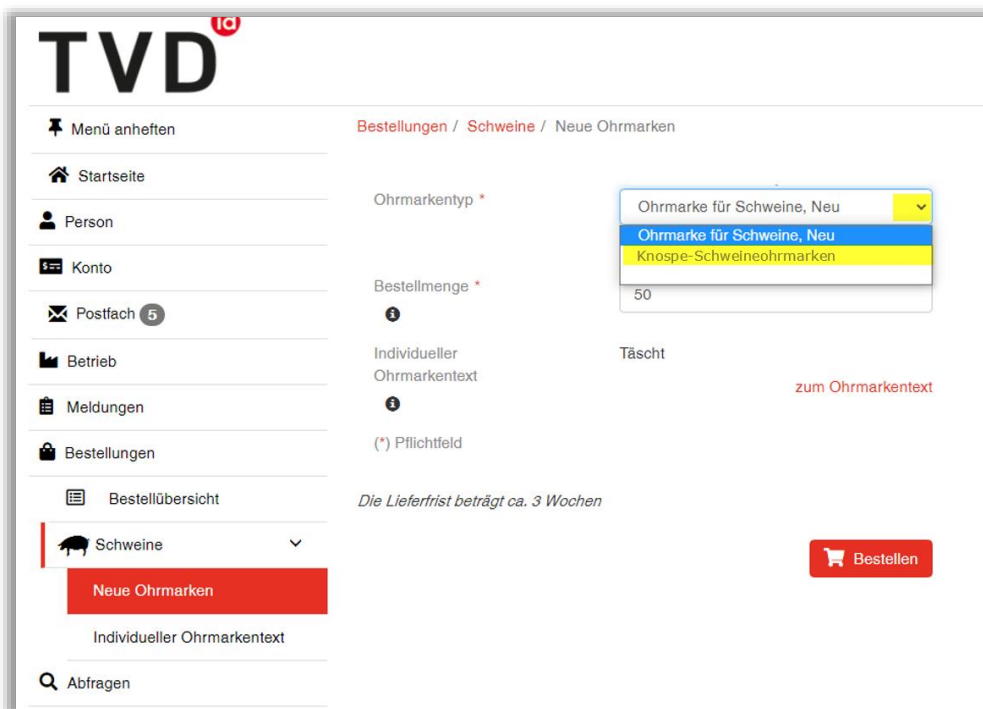 id
TVD
Menü anheften
Startseite
Person
Konto
Postfach 5
Betrieb
Meldungen
Bestellungen
Bestellübersicht
Schweine
Neue Ohrmarken
Individueller Ohrmarkentext
Abfragen
Bestellungen / Schweine / Neue Ohrmarken
Ohrmarkentyp *
Ohrmarke für Schweine, Neu
Ohrmarke für Schweine, Neu
Knospe-Schweineohrmarken
Bestellmenge *
50
Individueller
Ohrmarkentext
Täscht
zum Ohrmarkentext
(*) Pflichtfeld
Die Lieferfrist beträgt ca. 3 Wochen
Bestellen